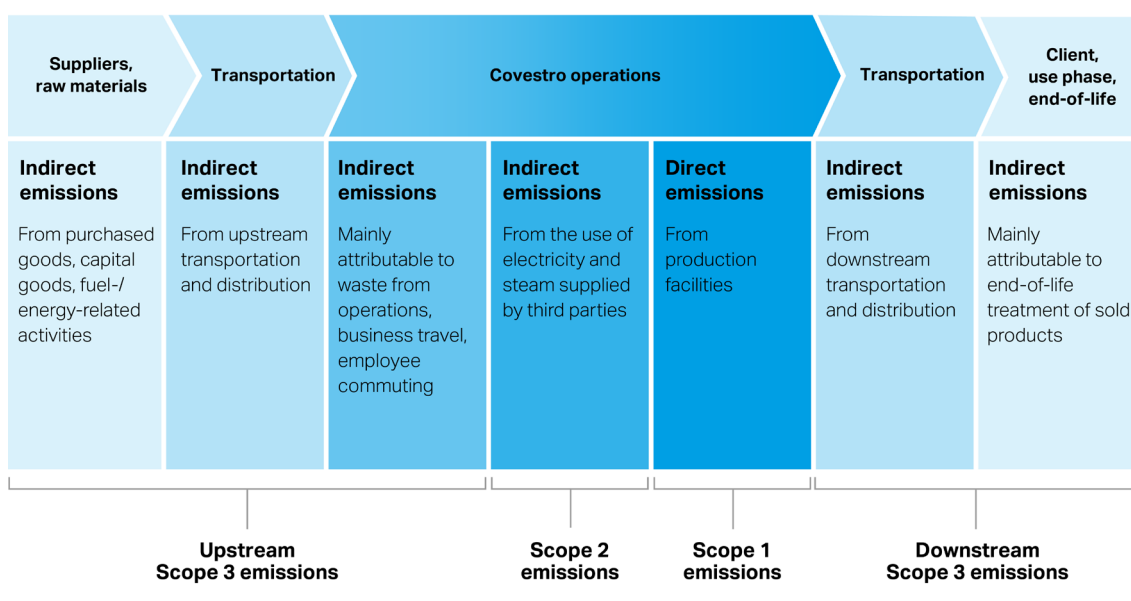 Suppliers,
raw materials
Transportation
Covestro operations
Transportation
Client,
use phase,
end-of-life
Indirect
emissions
From purchased
goods, capital
goods, fuel-/
energy-related
activities
Indirect
emissions
From upstream
transportation
and distribution
Indirect
emissions
Mainly
attributable to
waste from
operations,
business travel,
employee
commuting
Indirect
emissions
From the use of
electricity and
steam supplied
by third parties
Direct
emissions
From
production
facilities
Indirect
emissions
From
downstream
transportation
and distribution
Indirect
emissions
Mainly
attributable to
end-of-life
treatment of sold
products
Upstream
Scope 3 emissions
Scope 2
emissions
Scope 1
emissions
Downstream
Scope 3 emissions